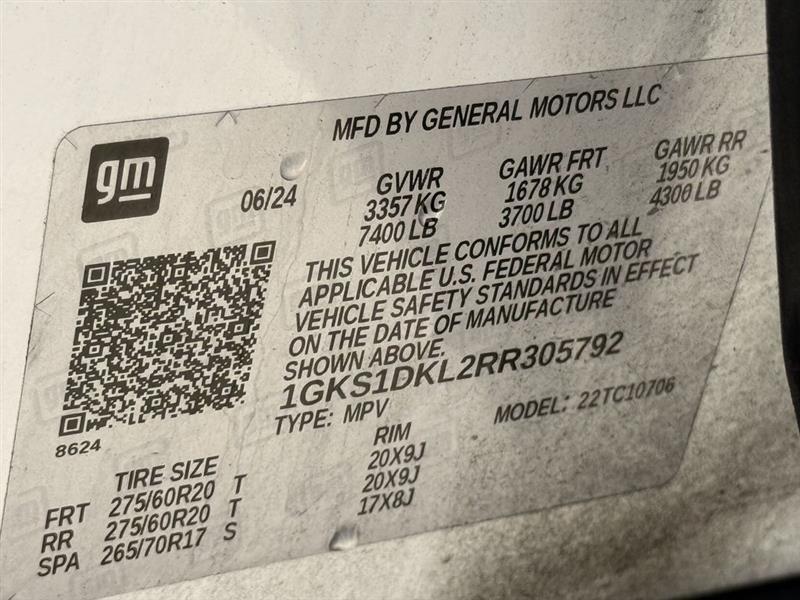 MFD BY GENERAL MOTORS LLC
gm
06/24
GVWR
3357 KG
7400 LB
GAWR FRT
1678 KG
3700 LB
GAWR RR
1950 KG
4300 LB
THIS VEHICLE CONFORMS TO ALL
APPLICABLE U.S. FEDERAL MOTOR
VEHICLE SAFETY STANDARDS IN EFFECT
ON THE DATE OF MANUFACTURE
SHOWN ABOVE.
1GKS1DKL2RR305792
TYPE: MPV
MODEL: 22TC10706
8624
TIRE SIZE
RIM
FRT 275/60R20 T 20X9J
RR 275/60R20 T 20X9J
SPA 265/70R17 S 17X8J